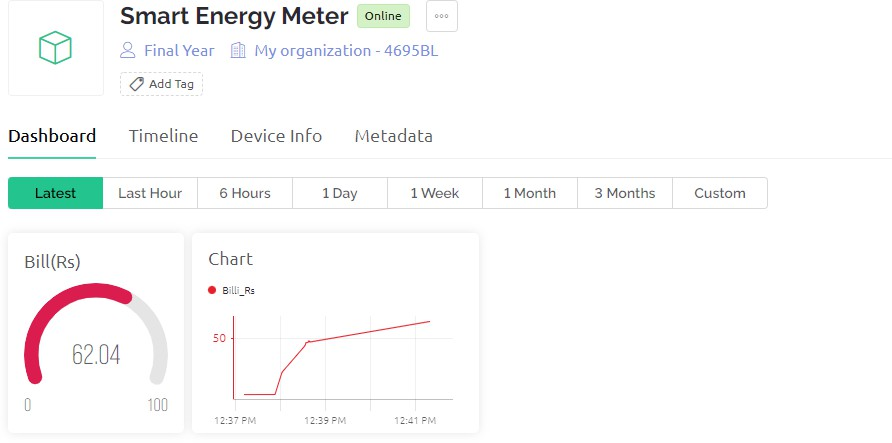 Smart Energy Meter Online
Final Year My organization - 4695BL
Add Tag
Dashboard Timeline Device Info Metadata
Latest Last Hour 6 Hours 1 Day 1 Week 1 Month 3 Months Custom
Bill(Rs)
62.04
0 100
Chart
Billi_Rs
50
12:37 PM 12:39 PM 12:41 PM